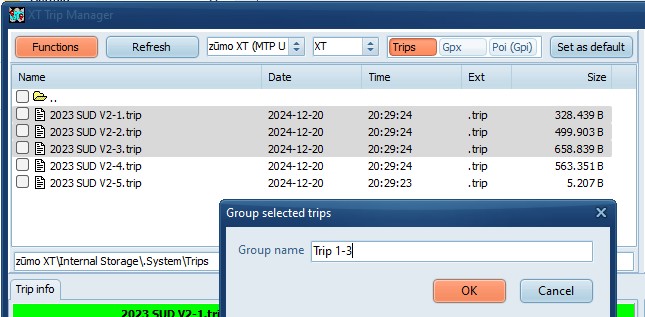 XT Trip Manager
Functions Refresh zūmo XT (MTP U XT Trips Gpx Poi (Gpi) Set as default
Name Date Time Ext Size
..
2023 SUD V2-1.trip 2024-12-20 20:29:24 .trip 328.439 B
2023 SUD V2-2.trip 2024-12-20 20:29:24 .trip 499.903 B
2023 SUD V2-3.trip 2024-12-20 20:29:24 .trip 658.839 B
2023 SUD V2-4.trip 2024-12-20 20:29:24 .trip 563.351 B
2023 SUD V2-5.trip 2024-12-20 20:29:23 .trip 5.207 B
Group selected trips
Group name Trip 1-3
OK Cancel
zūmo XT\Internal Storage\.System\Trips
Trip info
2023 SUD V2-1.tri